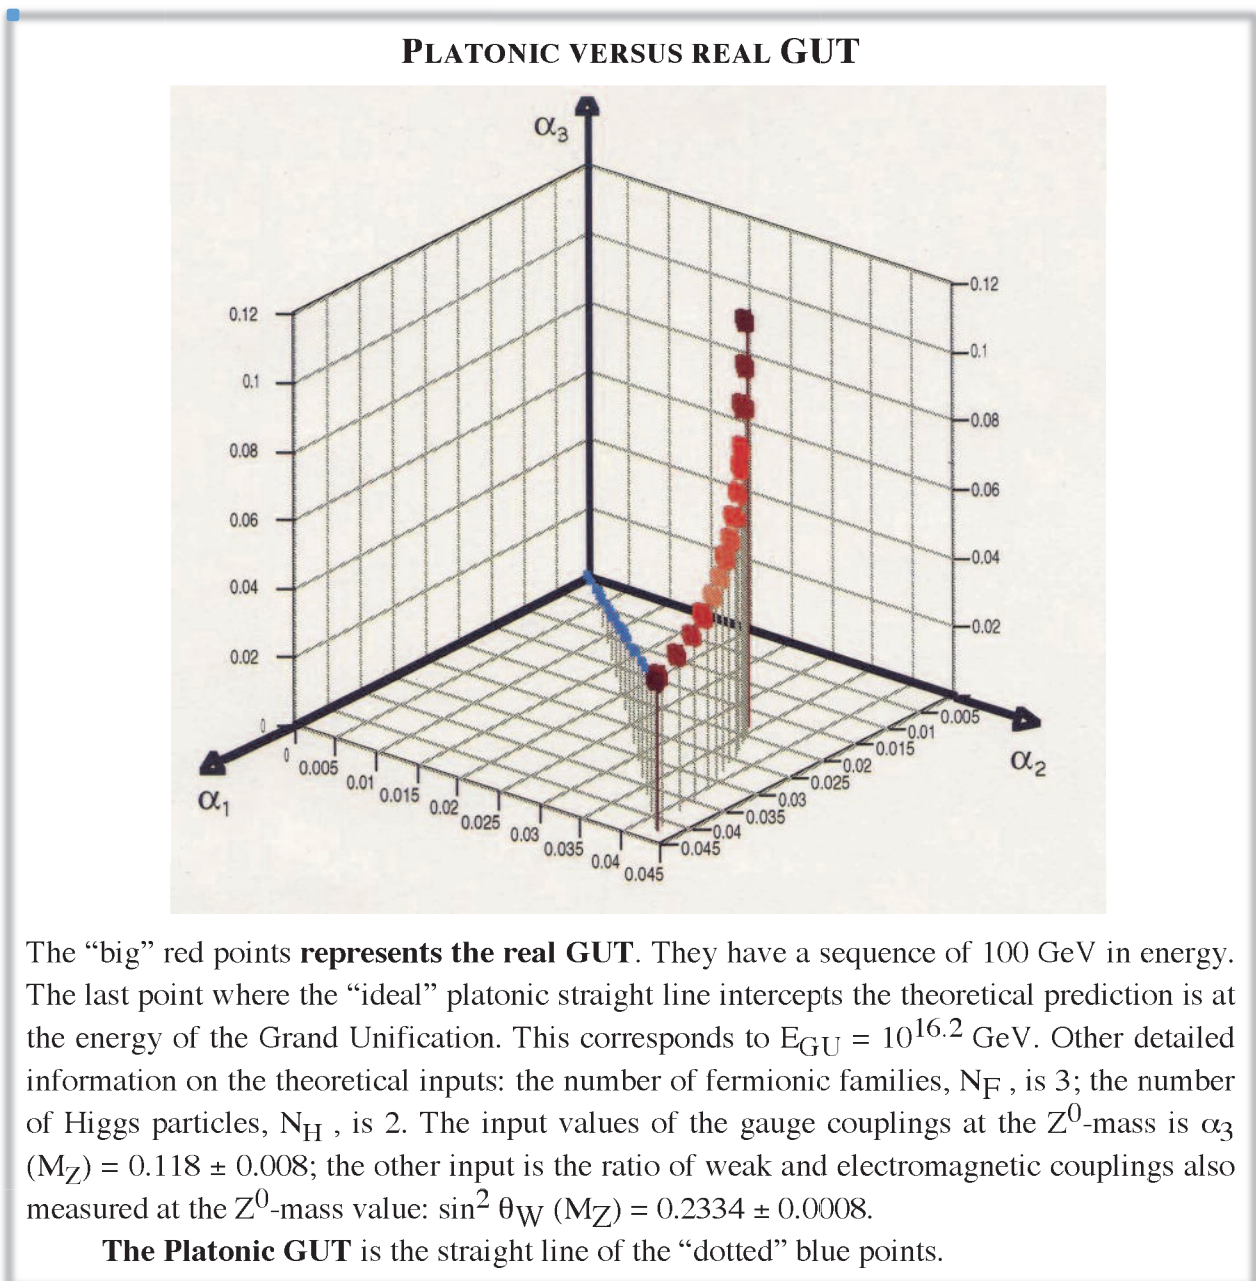 PLATONIC VERSUS REAL GUT
α3
0.12
0.1
0.08
0.06
0.04
0.02
0
0.12
0.1
0.08
0.06
0.04
0.02
α1
0
0.005
0.01
0.015
0.02
0.025
0.03
0.035
0.04
0.045
0.045
0.04
0.035
0.03
0.025
0.02
0.015
0.01
0.005
α2
The “big” red points represents the real GUT. They have a sequence of 100 GeV in energy.
The last point where the “ideal” platonic straight line intercepts the theoretical prediction is at
the energy of the Grand Unification. This corresponds to EGU = 10^16.2 GeV. Other detailed
information on the theoretical inputs: the number of fermionic families, NF , is 3; the number
of Higgs particles, NH , is 2. The input values of the gauge couplings at the Z^0-mass is α3
(MZ) = 0.118 ± 0.008; the other input is the ratio of weak and electromagnetic couplings also
measured at the Z^0-mass value: sin^2 θW (MZ) = 0.2334 ± 0.0008.
The Platonic GUT is the straight line of the “dotted” blue points.